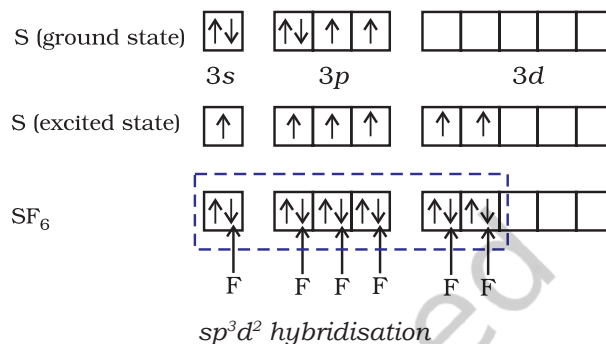 S (ground state)
3s 3p 3d
S (excited state)
SF₆
F F F F F F
sp³d² hybridisation